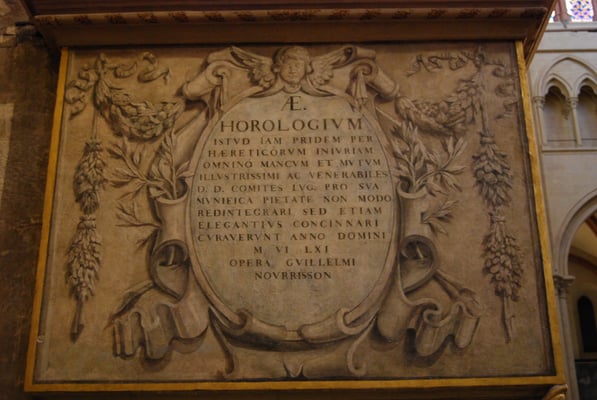 Æ.
HOROLOGIVM
ISTVD IAM PRIDEM PER
HÆRETICORVM INIVRIAM
OMNINO MANCVM ET MVTVM
ILLVSTRISSIMI AC VENERABILES
D. D. COMITES LVG. PRO SVA
MVNIFICA PIETATE NON MODO
REDINTEGRARI SED ETIAM
ELEGANTIVS CONCINNARI
CVRAVERVNT ANNO DOMINI
M VI LXI
OPERA GVILLELMI
NOVRRISSON